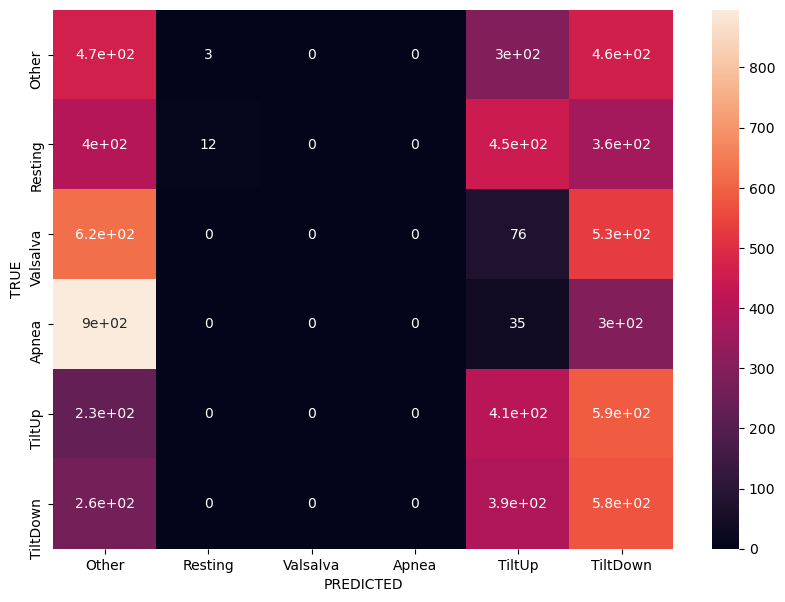 Other 4.7e+02 3 0 0 3e+02 4.6e+02
Resting 4e+02 12 0 0 4.5e+02 3.6e+02
Valsalva 6.2e+02 0 0 0 76 5.3e+02
Apnea 9e+02 0 0 0 35 3e+02
TiltUp 2.3e+02 0 0 0 4.1e+02 5.9e+02
TiltDown 2.6e+02 0 0 0 3.9e+02 5.8e+02
TRUE
Other Resting Valsalva Apnea TiltUp TiltDown
PREDICTED
800
700
600
500
400
300
200
100
0